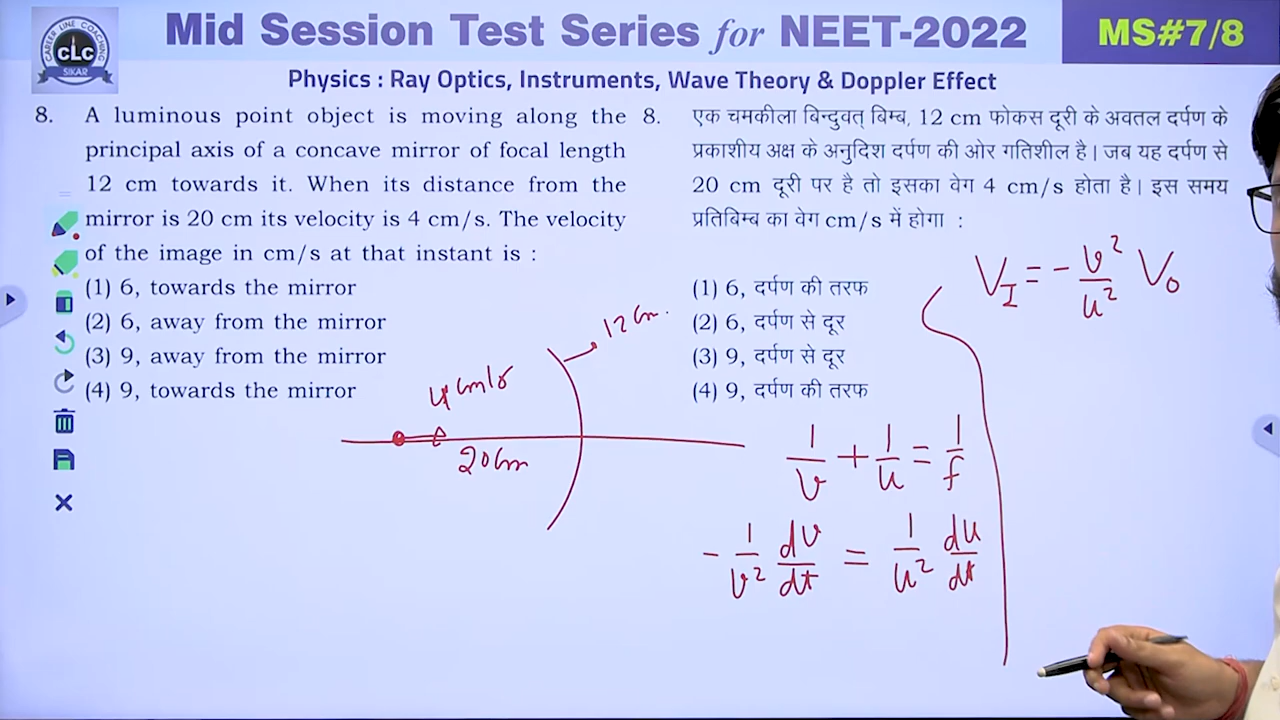 CAREER LINE COACHING
CLC
SIKAR
Mid Session Test Series for NEET-2022
MS#7/8
Physics : Ray Optics, Instruments, Wave Theory & Doppler Effect
8. A luminous point object is moving along the
principal axis of a concave mirror of focal length
12 cm towards it. When its distance from the
mirror is 20 cm its velocity is 4 cm/s. The velocity
of the image in cm/s at that instant is :
(1) 6, towards the mirror
(2) 6, away from the mirror
(3) 9, away from the mirror
(4) 9, towards the mirror
8. एक चमकीला बिन्दुवत् बिम्ब, 12 cm फोकस दूरी के अवतल दर्पण के
प्रकाशीय अक्ष के अनुदिश दर्पण की ओर गतिशील है। जब यह दर्पण से
20 cm दूरी पर है तो इसका वेग 4 cm/s होता है। इस समय
प्रतिबिम्ब का वेग cm/s में होगा :
(1) 6, दर्पण की तरफ
(2) 6, दर्पण से दूर
(3) 9, दर्पण से दूर
(4) 9, दर्पण की तरफ
12cm.
4cm/s
20cm
V_I = - v²/u² V_o
1/v + 1/u = 1/f
- 1/v² dv/dt = 1/u² du/dt